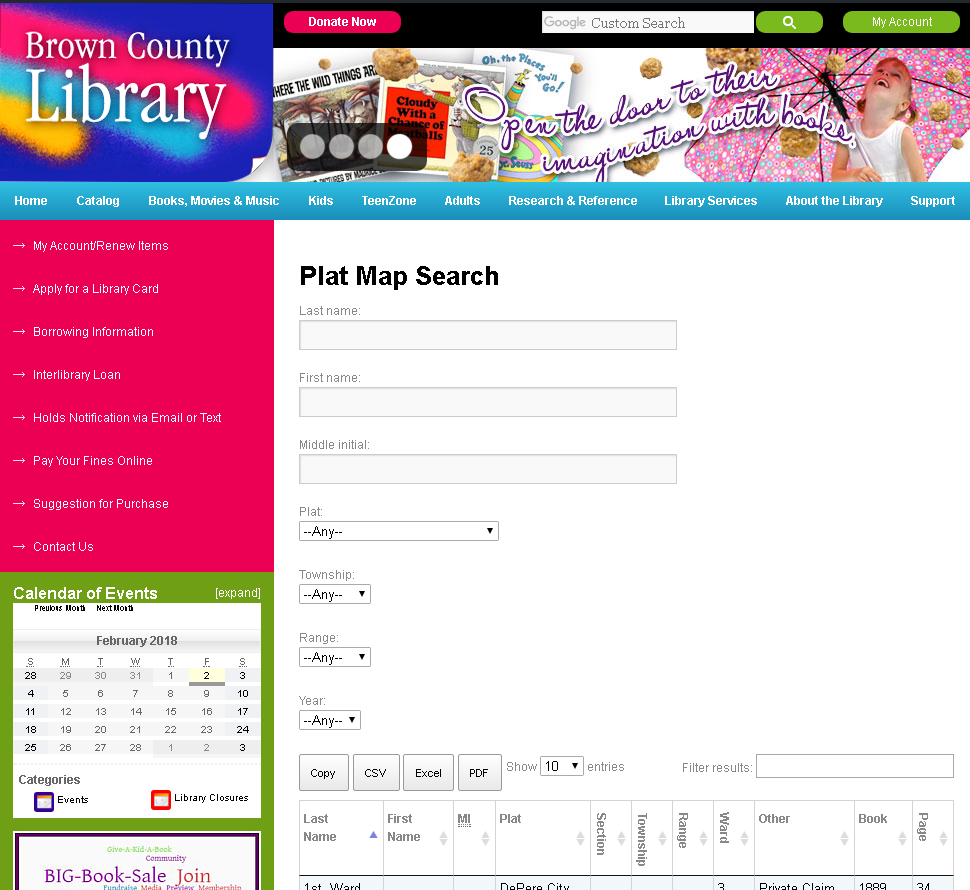 Brown County
Library
Donate Now
Google Custom Search
My Account
WHERE THE WILD THINGS ARE
Cloudy
With a
Chance of
Meatballs
Oh, the Places
You'll
Go!
Dr. Seuss
25
Open the door to their
imagination with books.
Home
Catalog
Books, Movies & Music
Kids
TeenZone
Adults
Research & Reference
Library Services
About the Library
Support
→ My Account/Renew Items
→ Apply for a Library Card
→ Borrowing Information
→ Interlibrary Loan
→ Holds Notification via Email or Text
→ Pay Your Fines Online
→ Suggestion for Purchase
→ Contact Us
Calendar of Events [expand]
Previous Month Next Month
February 2018
S M T W T F S
28 29 30 31 1 2 3
4 5 6 7 8 9 10
11 12 13 14 15 16 17
18 19 20 21 22 23 24
25 26 27 28 1 2 3
Categories
Events Library Closures
Give-A-Kid-A-Book
Community
BIG-Book-Sale Join
Fundraise Media Preview Membership
Plat Map Search
Last name:
First name:
Middle initial:
Plat:
--Any--
Township:
--Any--
Range:
--Any--
Year:
--Any--
Copy CSV Excel PDF Show 10 entries Filter results:
Last Name
First Name
MI
Plat
Section
Township
Range
Ward
Other
Book
Page
1st Ward DePere City 3 Private Claim 1889 34